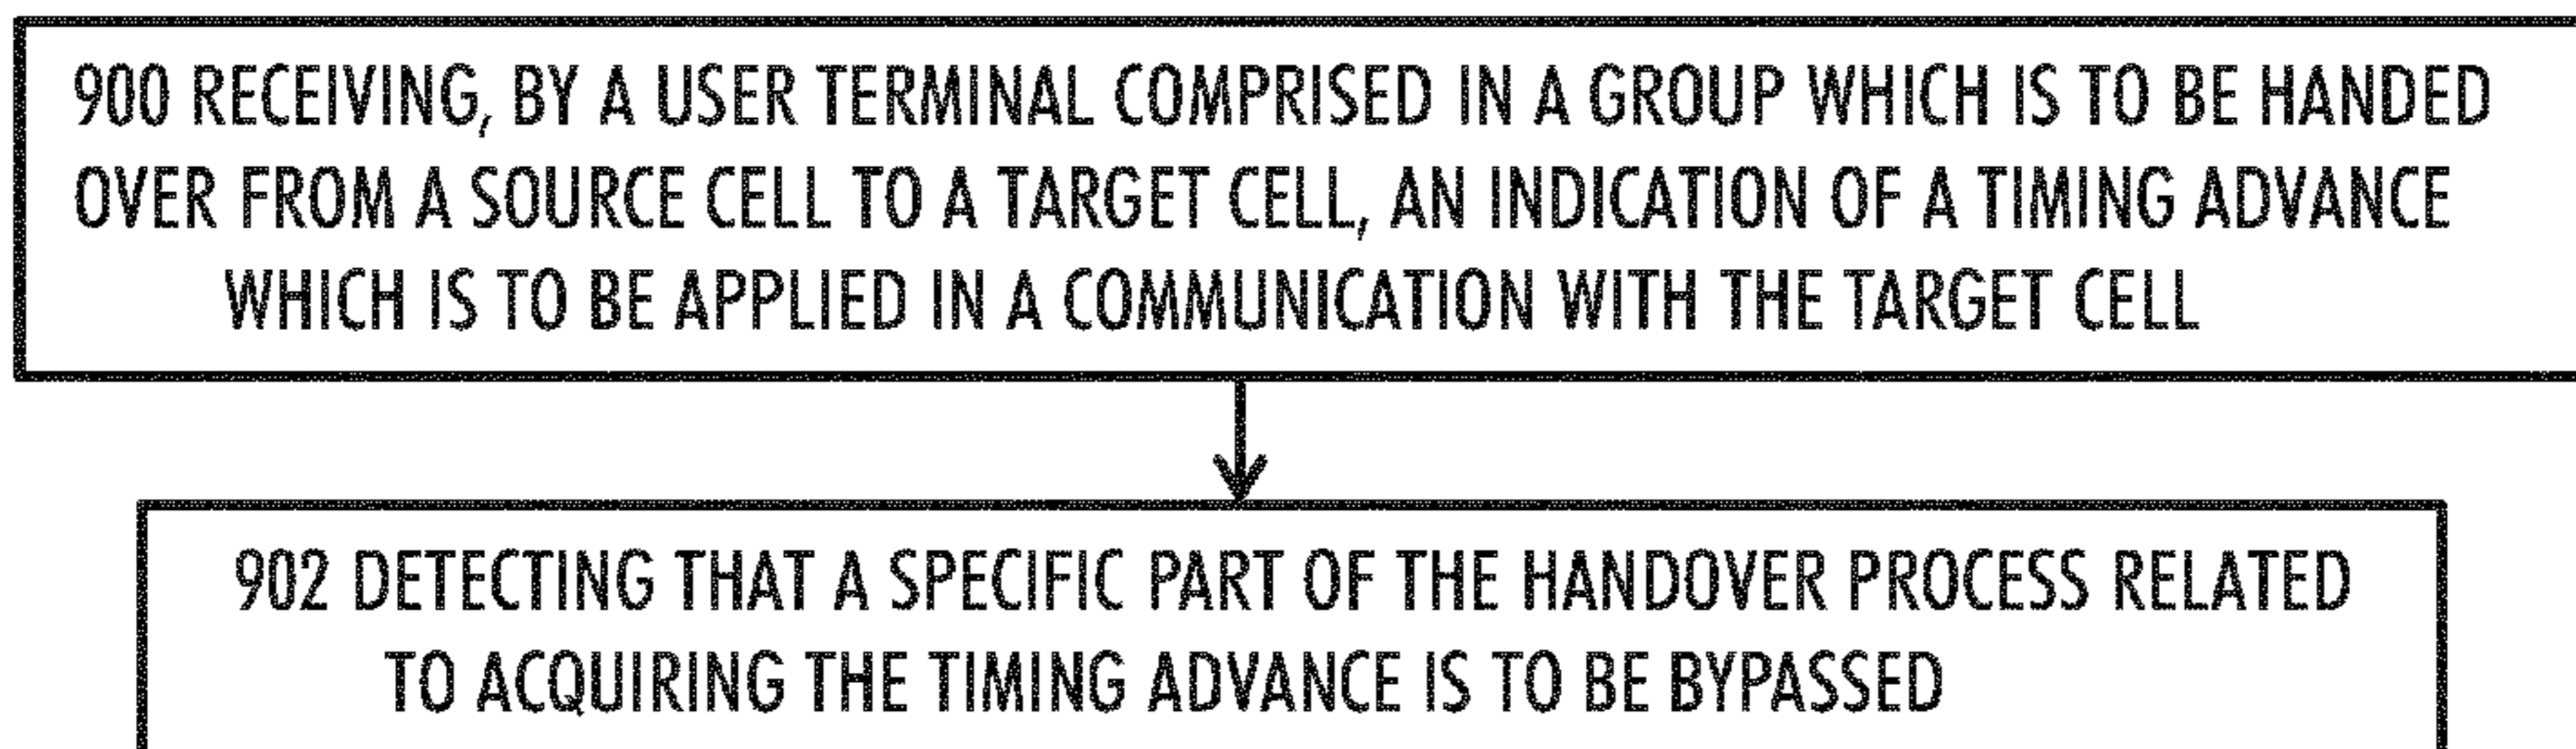 900 RECEIVING, BY A USER TERMINAL COMPRISED IN A GROUP WHICH IS TO BE HANDED
OVER FROM A SOURCE CELL TO A TARGET CELL, AN INDICATION OF A TIMING ADVANCE
WHICH IS TO BE APPLIED IN A COMMUNICATION WITH THE TARGET CELL
902 DETECTING THAT A SPECIFIC PART OF THE HANDOVER PROCESS RELATED
TO ACQUIRING THE TIMING ADVANCE IS TO BE BYPASSED